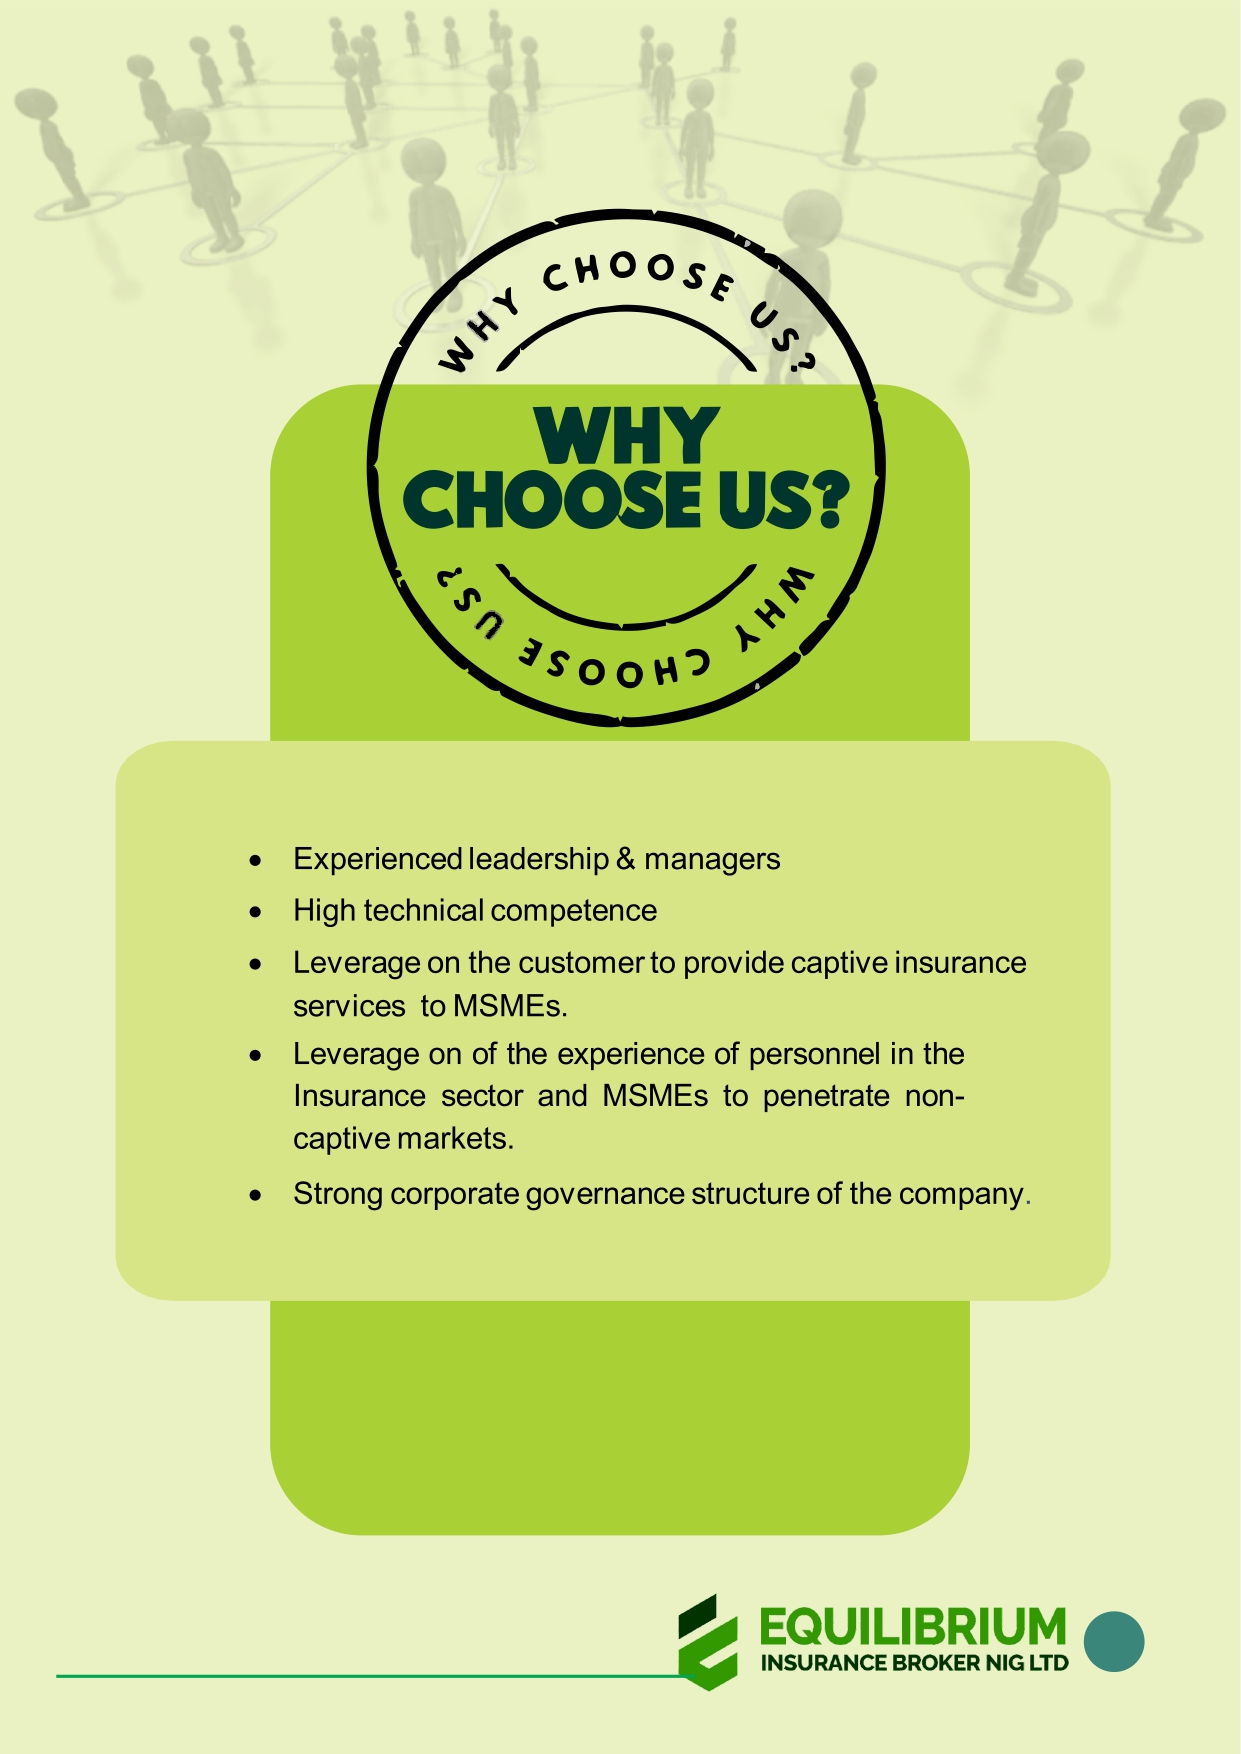 WHY CHOOSE US?
WHY
CHOOSE US?
WHY CHOOSE US?
• Experienced leadership & managers
• High technical competence
• Leverage on the customer to provide captive insurance
services to MSMEs.
• Leverage on of the experience of personnel in the
Insurance sector and MSMEs to penetrate non-
captive markets.
• Strong corporate governance structure of the company.
EQUILIBRIUM
INSURANCE BROKER NIG LTD